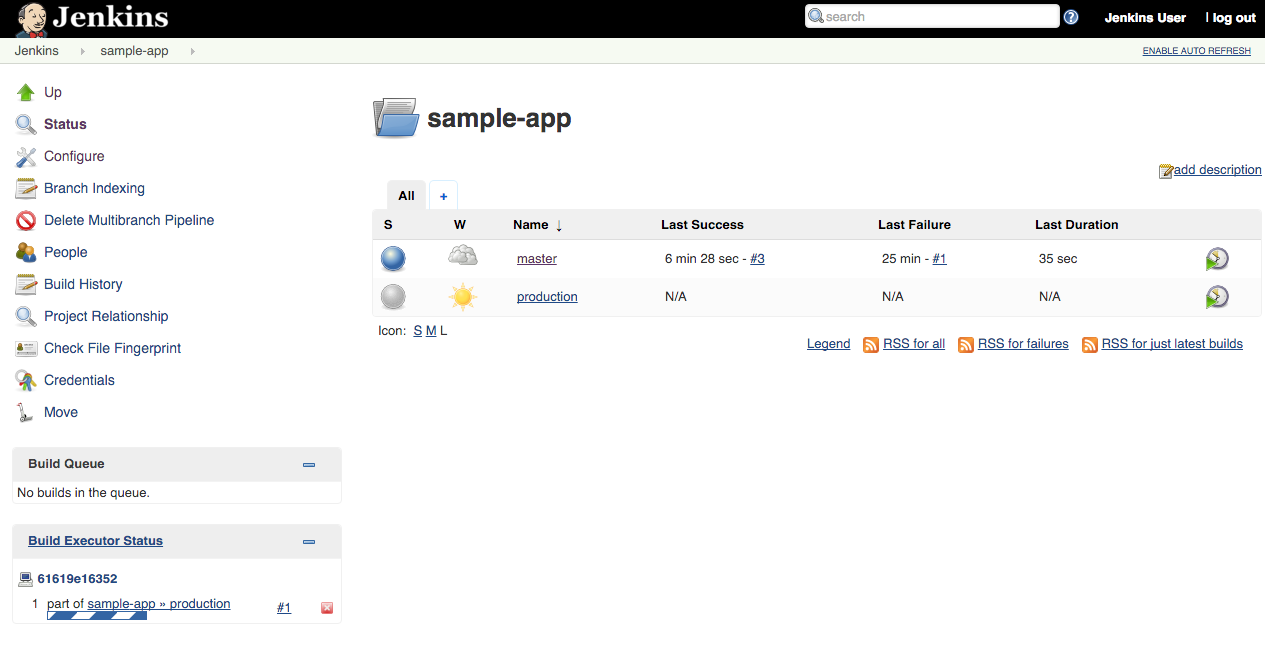 Jenkins
search
Jenkins User | log out
Jenkins sample-app
ENABLE AUTO REFRESH
Up
Status
Configure
Branch Indexing
Delete Multibranch Pipeline
People
Build History
Project Relationship
Check File Fingerprint
Credentials
Move
Build Queue
No builds in the queue.
Build Executor Status
61619e16352
1 part of sample-app » production #1
sample-app
add description
All +
S W Name ↓ Last Success Last Failure Last Duration
master 6 min 28 sec - #3 25 min - #1 35 sec
production N/A N/A N/A
Icon: S M L
Legend RSS for all RSS for failures RSS for just latest builds